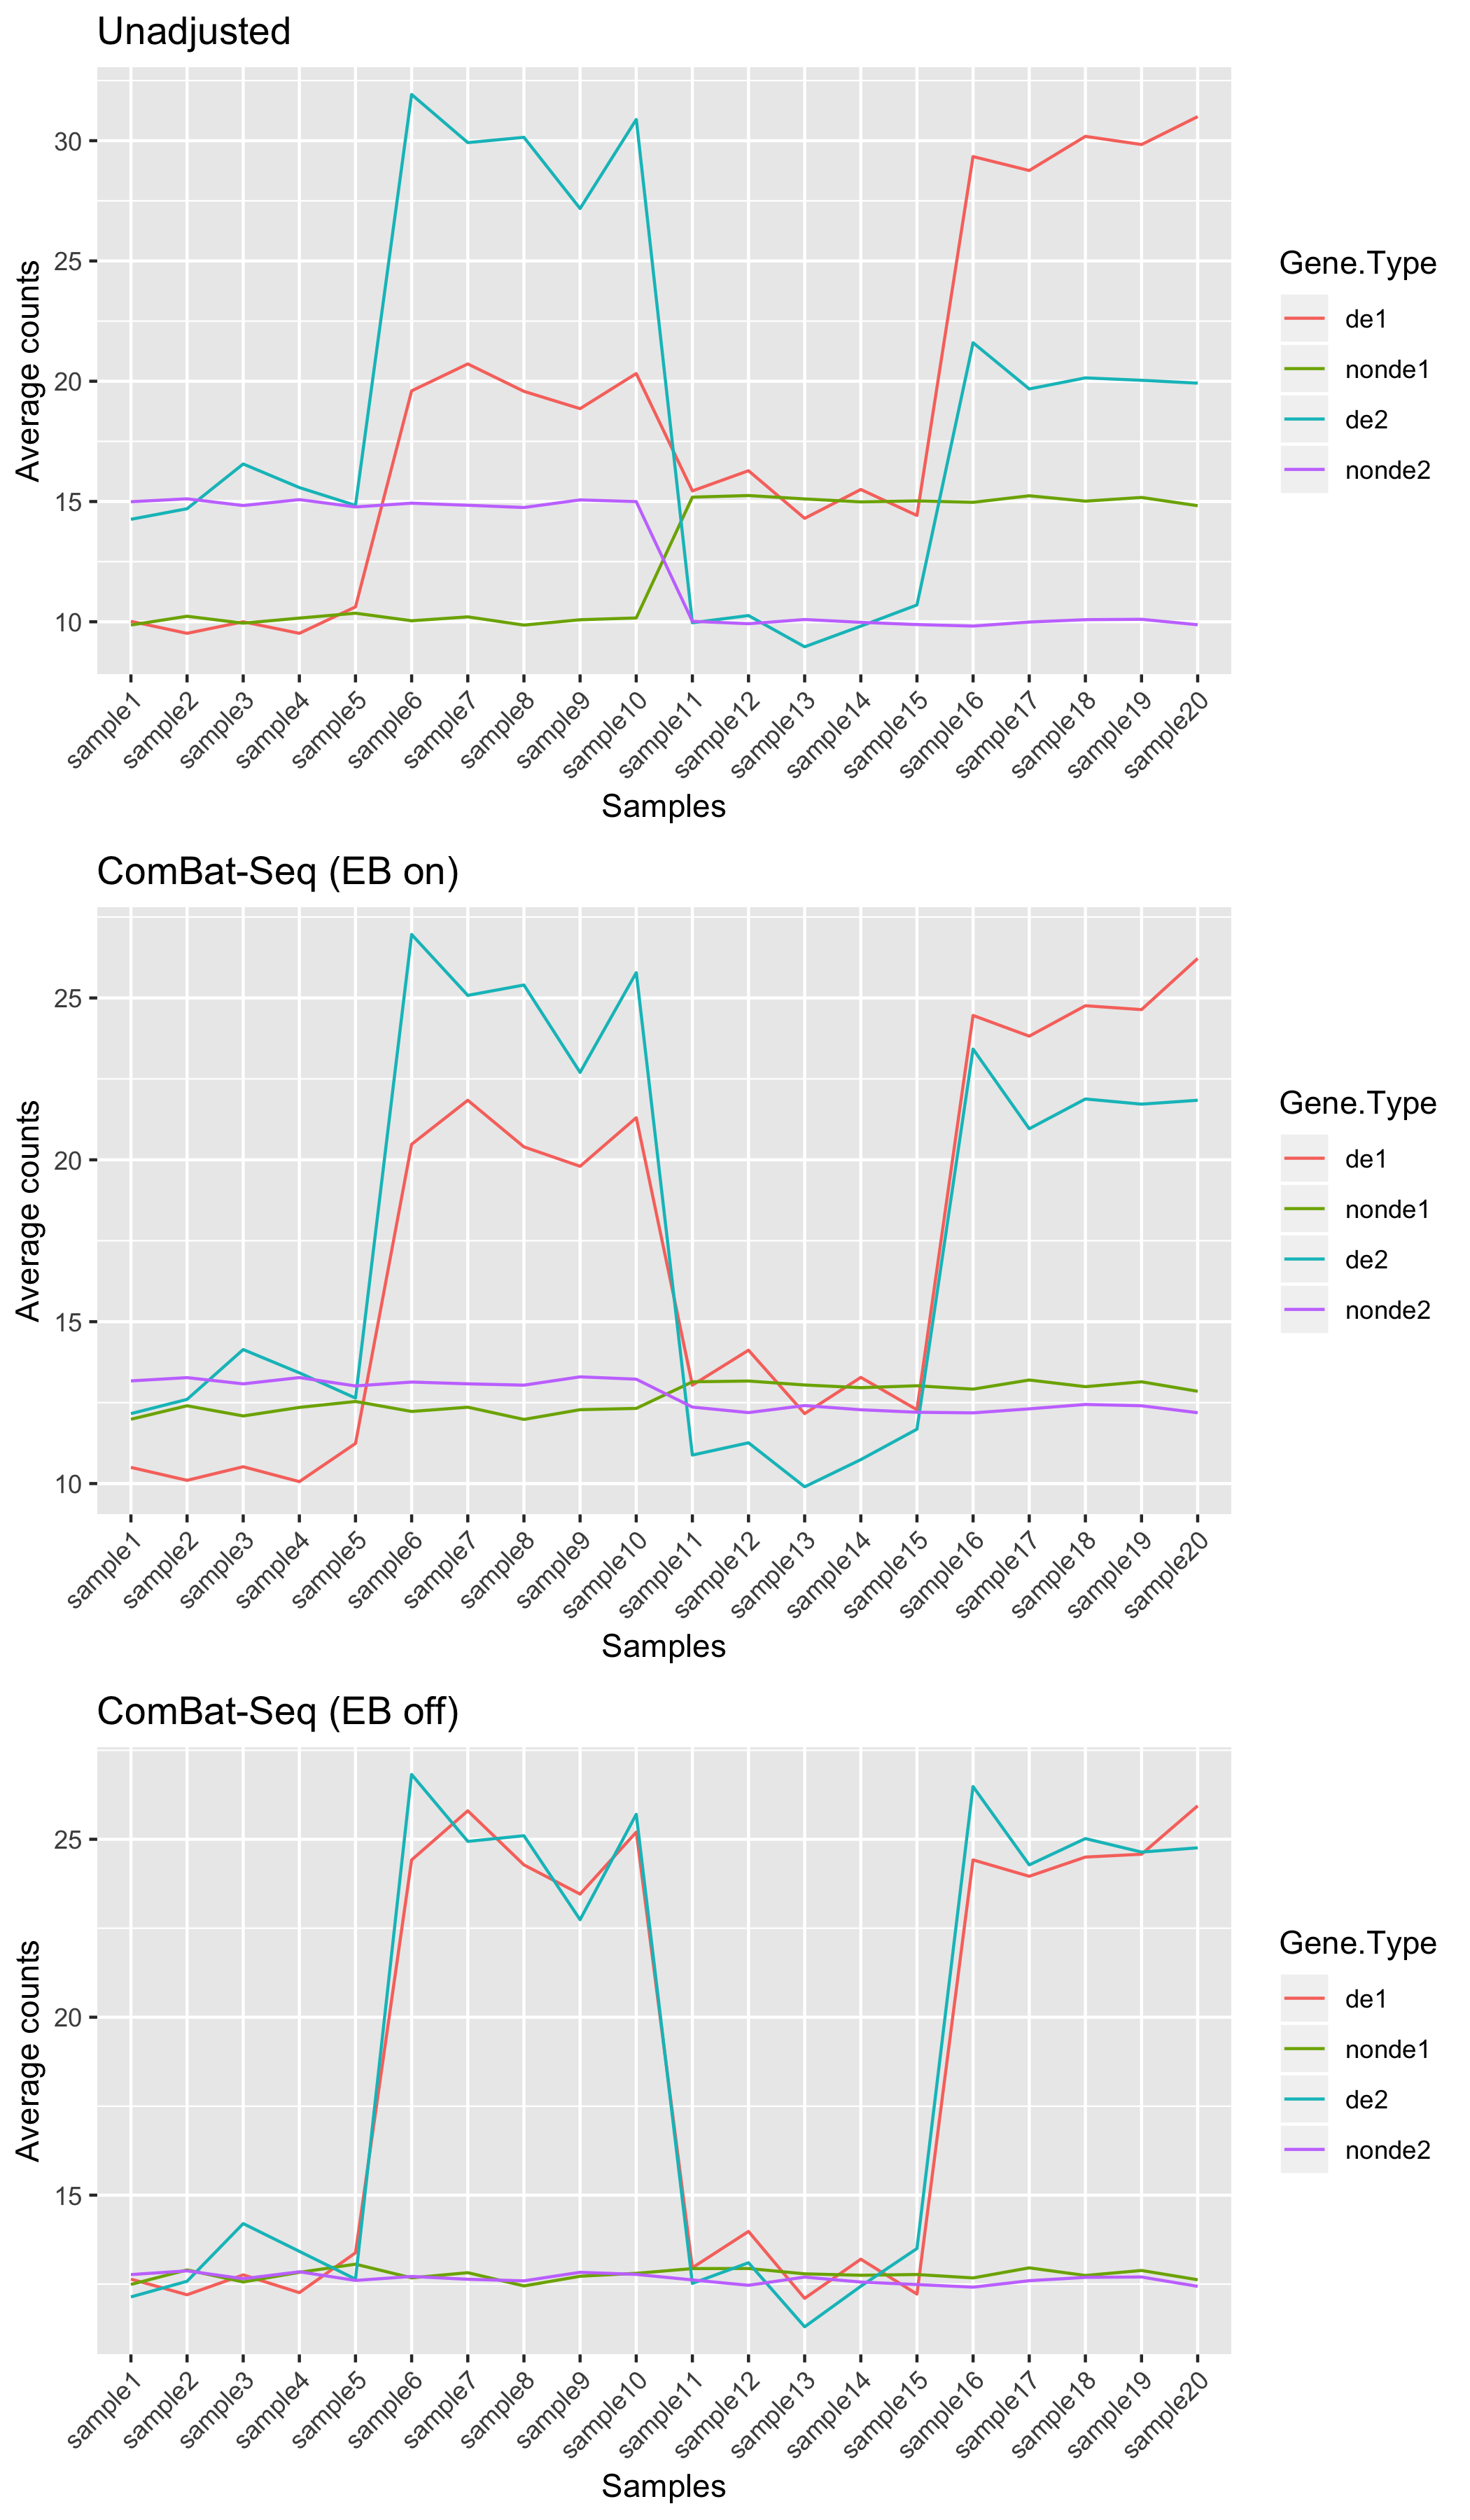 Unadjusted
Average counts
30
25
20
15
10
sample1
sample2
sample3
sample4
sample5
sample6
sample7
sample8
sample9
sample10
sample11
sample12
sample13
sample14
sample15
sample16
sample17
sample18
sample19
sample20
Samples
Gene.Type
de1
nonde1
de2
nonde2
ComBat-Seq (EB on)
Average counts
25
20
15
10
sample1
sample2
sample3
sample4
sample5
sample6
sample7
sample8
sample9
sample10
sample11
sample12
sample13
sample14
sample15
sample16
sample17
sample18
sample19
sample20
Samples
Gene.Type
de1
nonde1
de2
nonde2
ComBat-Seq (EB off)
Average counts
25
20
15
sample1
sample2
sample3
sample4
sample5
sample6
sample7
sample8
sample9
sample10
sample11
sample12
sample13
sample14
sample15
sample16
sample17
sample18
sample19
sample20
Samples
Gene.Type
de1
nonde1
de2
nonde2